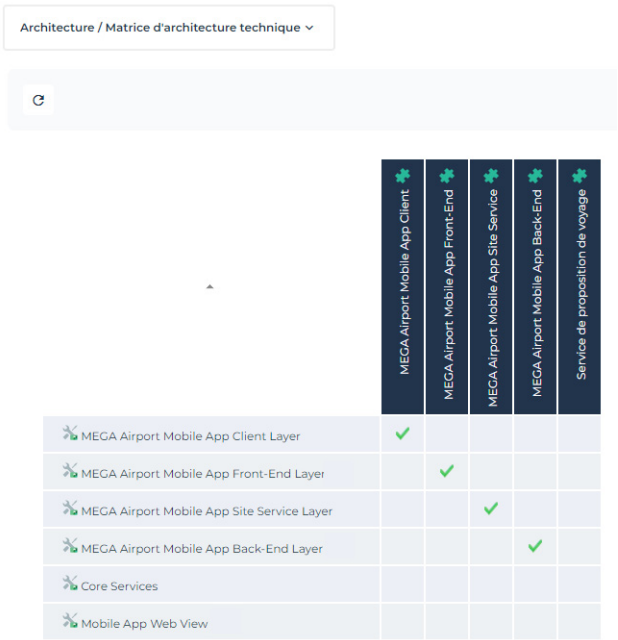 Architecture / Matrice d'architecture technique
MEGA Airport Mobile App Client
MEGA Airport Mobile App Front-End
MEGA Airport Mobile App Site Service
MEGA Airport Mobile App Back-End
Service de proposition de voyage
MEGA Airport Mobile App Client Layer
MEGA Airport Mobile App Front-End Layer
MEGA Airport Mobile App Site Service Layer
MEGA Airport Mobile App Back-End Layer
Core Services
Mobile App Web View